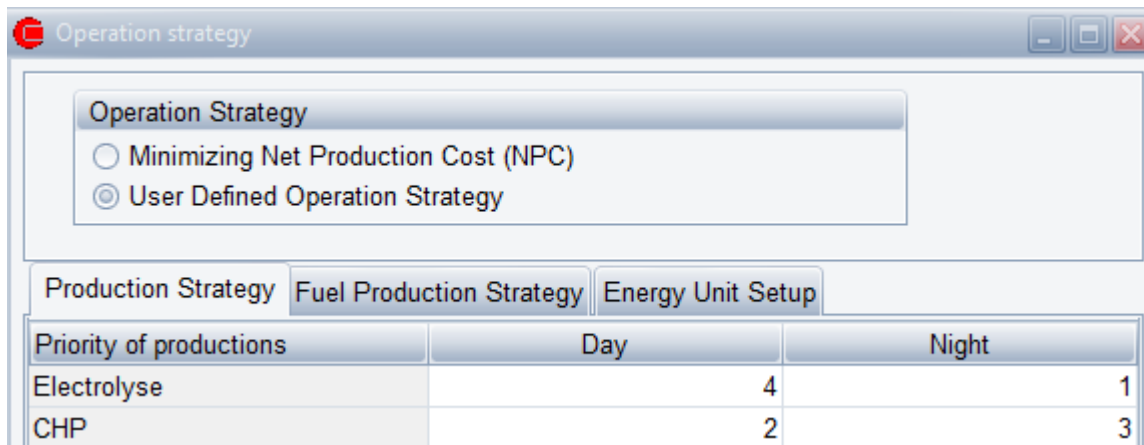 Operation strategy
Operation Strategy
Minimizing Net Production Cost (NPC)
User Defined Operation Strategy
Production Strategy Fuel Production Strategy Energy Unit Setup
Priority of productions Day Night
Electrolyse 4 1
CHP 2 3